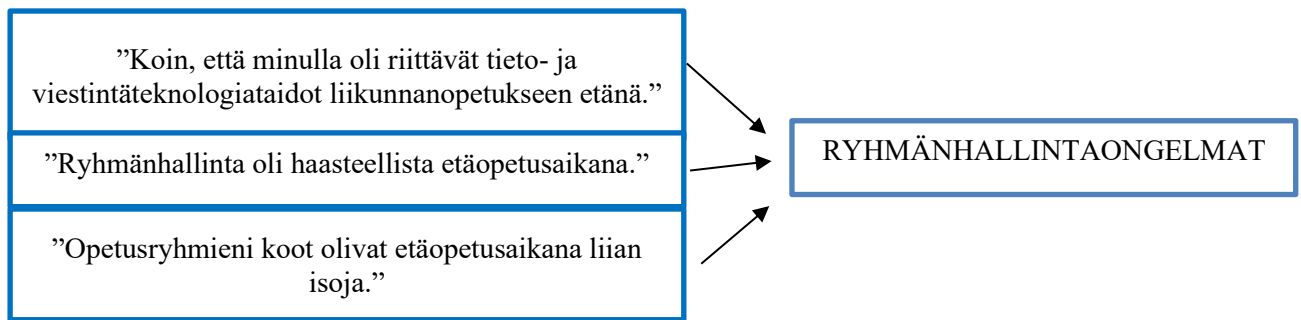 ”Koin, että minulla oli riittävät tieto- ja
viestintäteknologiataidot liikunnanopetukseen etänä.”
”Ryhmänhallinta oli haasteellista etäopetusaikana.”
”Opetusryhmieni koot olivat etäopetusaikana liian
isoja.”
RYHMÄNHALLINTAONGELMAT